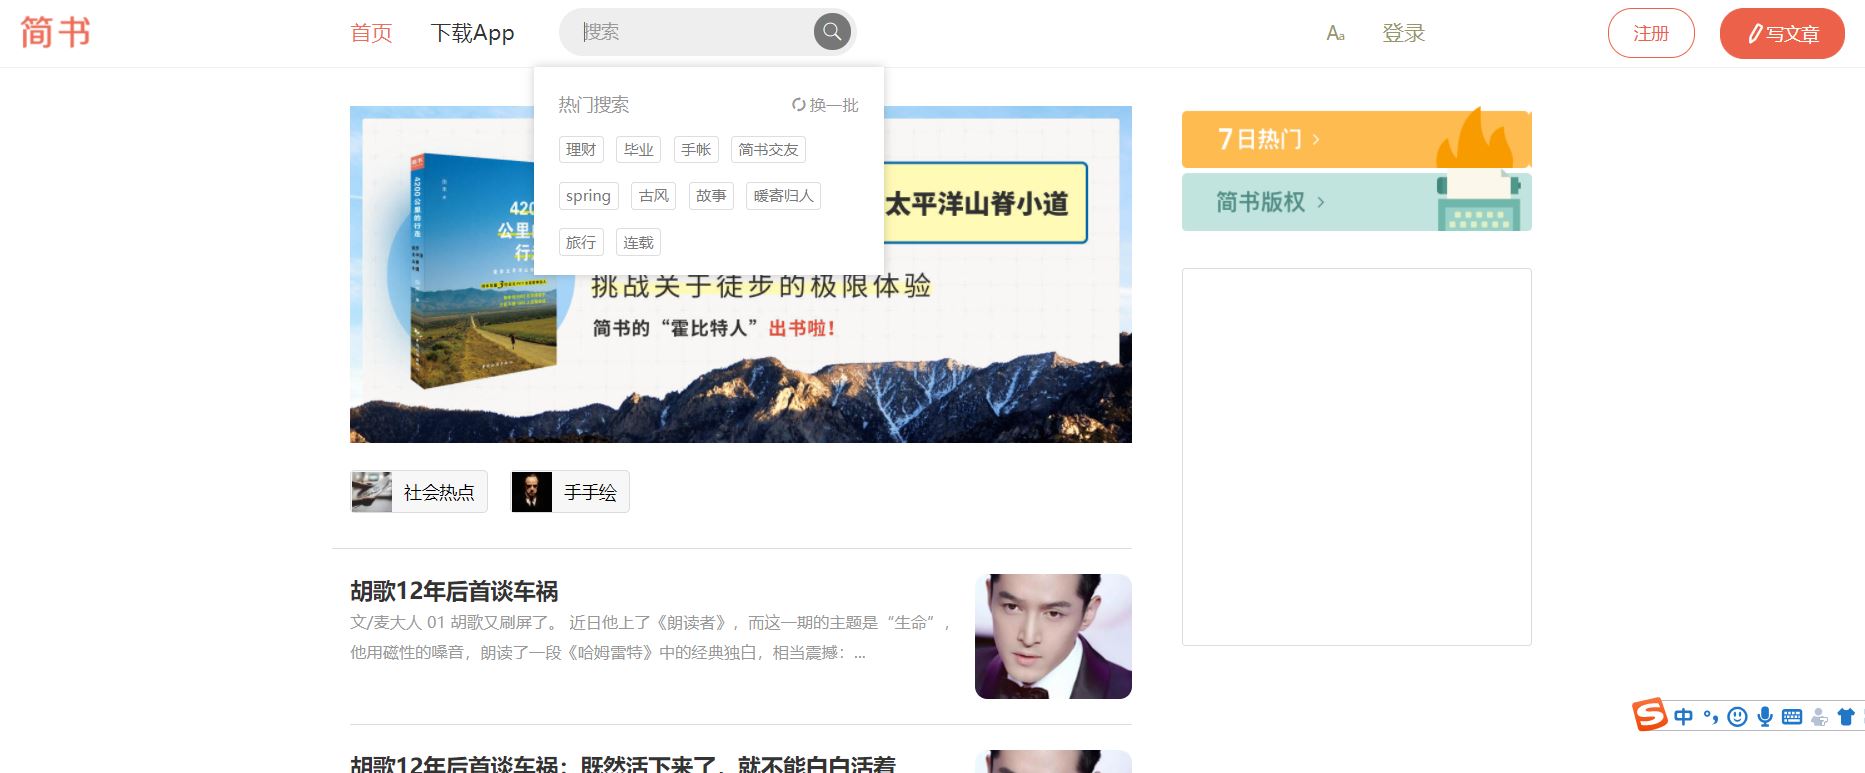 简书
首页
下载App
搜索
Aa
登录
注册
写文章
热门搜索
换一批
理财
毕业
手帐
简书交友
spring
古风
故事
暖寄归人
旅行
连载
4200公里的行走
公里
行
太平洋山脊小道
挑战关于徒步的极限体验
简书的“霍比特人”出书啦！
7日热门
简书版权
社会热点
手手绘
胡歌12年后首谈车祸
文/麦大人 01 胡歌又刷屏了。 近日他上了《朗读者》，而这一期的主题是“生命”，
他用磁性的嗓音，朗读了一段《哈姆雷特》中的经典独白，相当震撼：...
胡歌12年后首谈车祸：既然活下来了，就不能白白活着
S
中